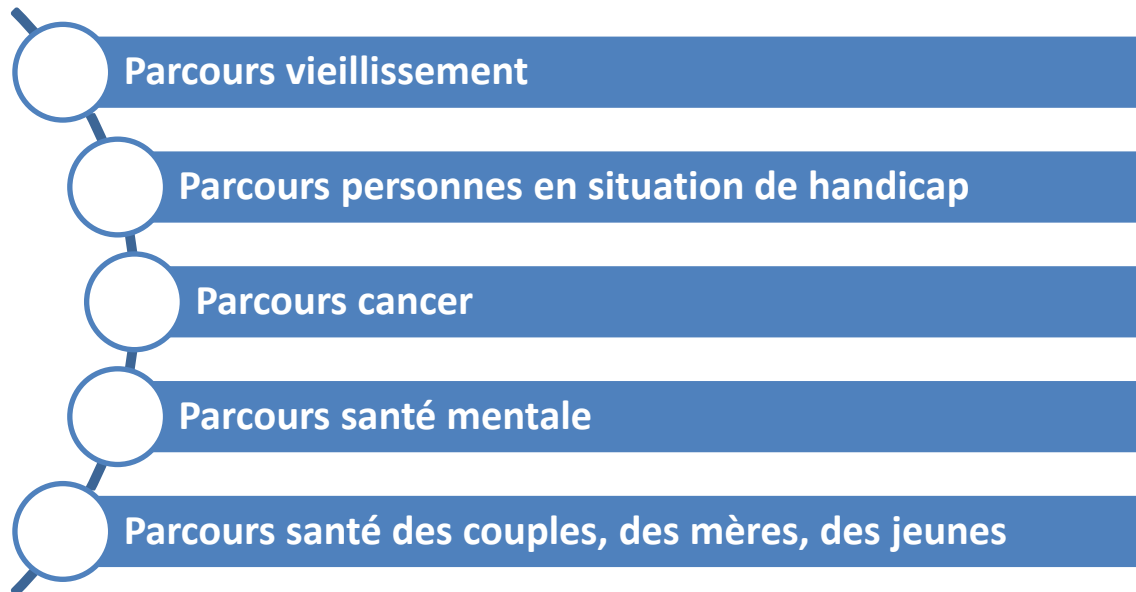 Parcours vieillissement
Parcours personnes en situation de handicap
Parcours cancer
Parcours santé mentale
Parcours santé des couples, des mères, des jeunes